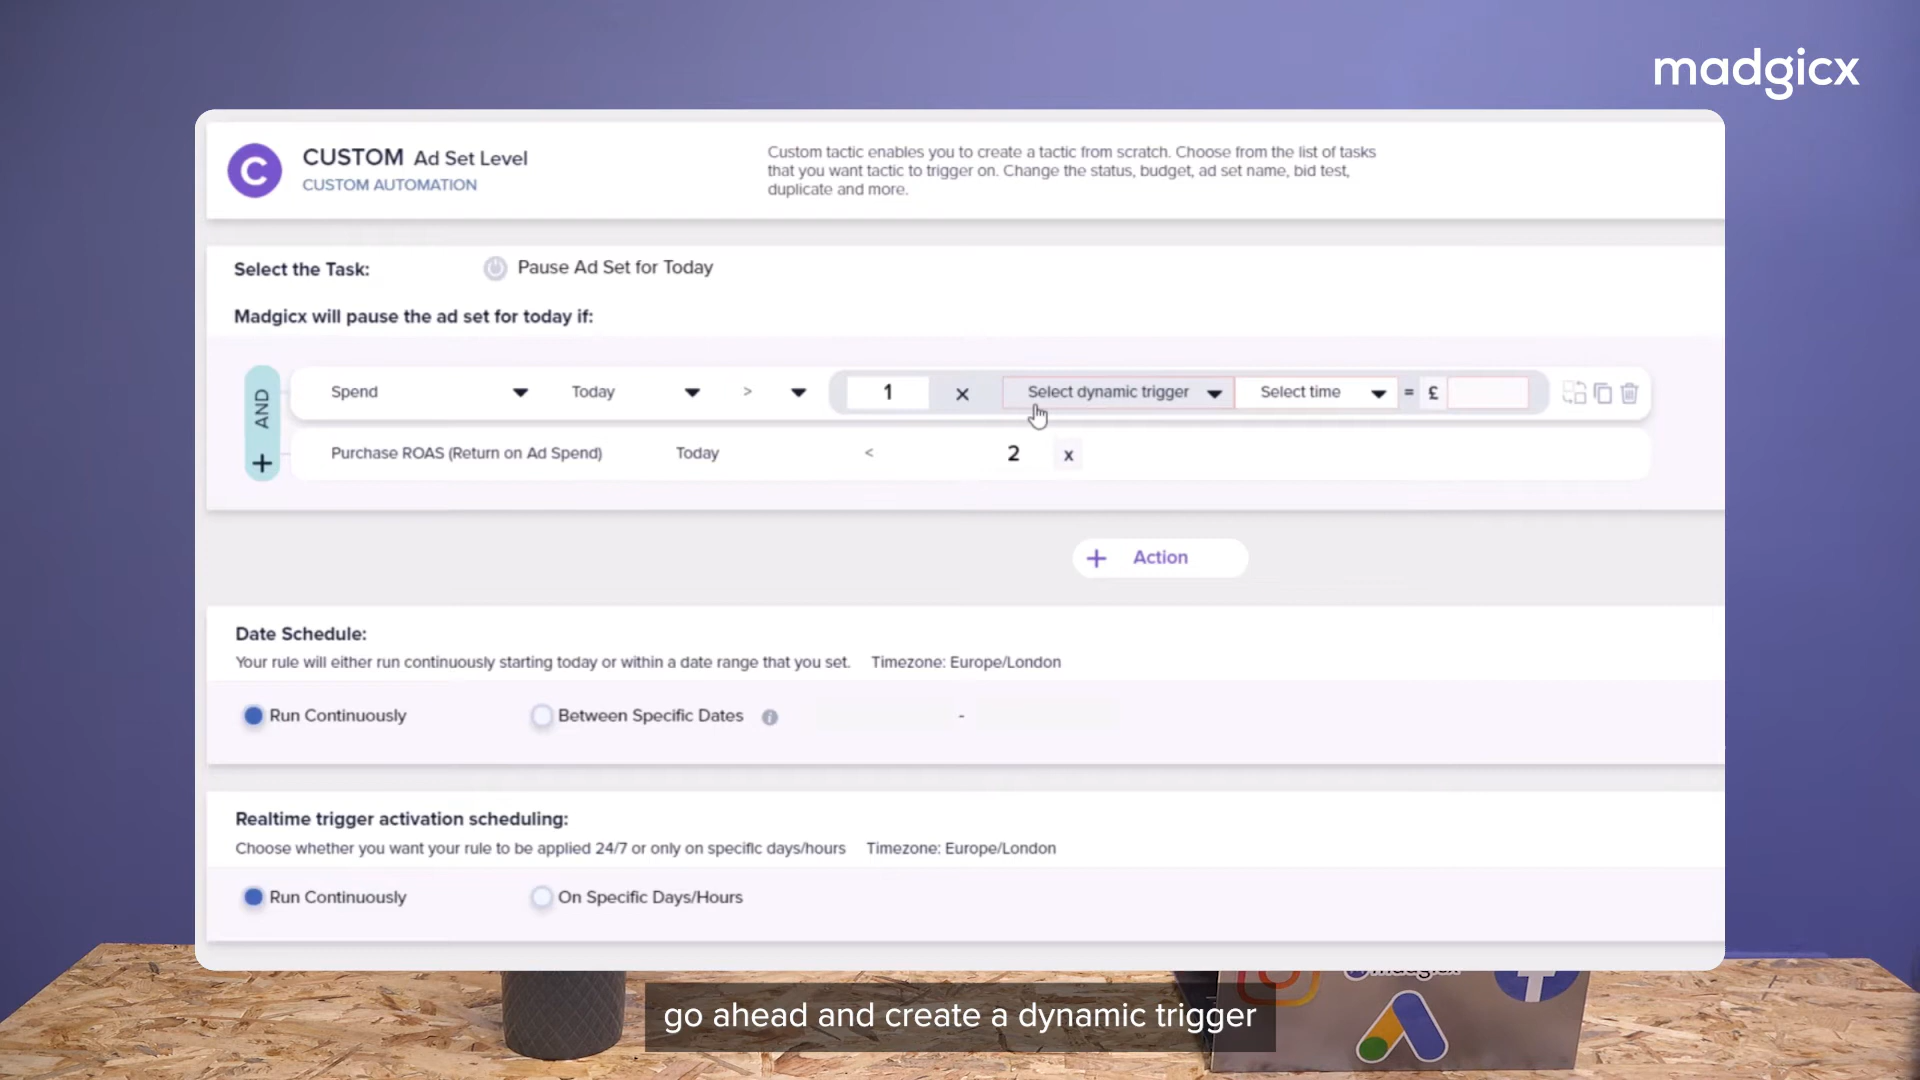 madgicx
C
CUSTOM Ad Set Level
CUSTOM AUTOMATION
Custom tactic enables you to create a tactic from scratch. Choose from the list of tasks
that you want tactic to trigger on. Change the status, budget, ad set name, bid test,
duplicate and more.
Select the Task:
Pause Ad Set for Today
Madgicx will pause the ad set for today if:
AND
Spend
Today
>
1
×
Select dynamic trigger
Select time
=
£
+
Purchase ROAS (Return on Ad Spend)
Today
<
2
x
+ Action
Date Schedule:
Your rule will either run continuously starting today or within a date range that you set.
Timezone: Europe/London
Run Continuously
Between Specific Dates
i
-
Realtime trigger activation scheduling:
Choose whether you want your rule to be applied 24/7 or only on specific days/hours
Timezone: Europe/London
Run Continuously
On Specific Days/Hours
go ahead and create a dynamic trigger